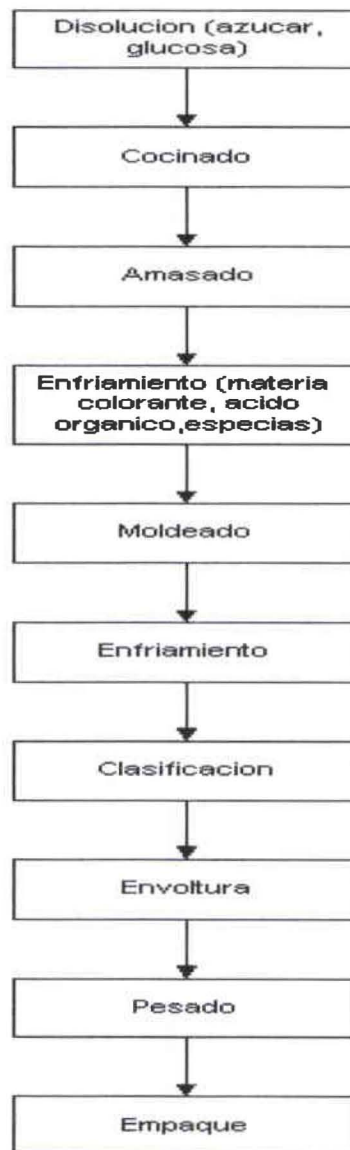 Disolucion (azucar,
glucosa)
Cocinado
Amasado
Enfriamiento (materia
colorante, acido
organico,especias)
Moldeado
Enfriamiento
Clasificacion
Envoltura
Pesado
Empaque